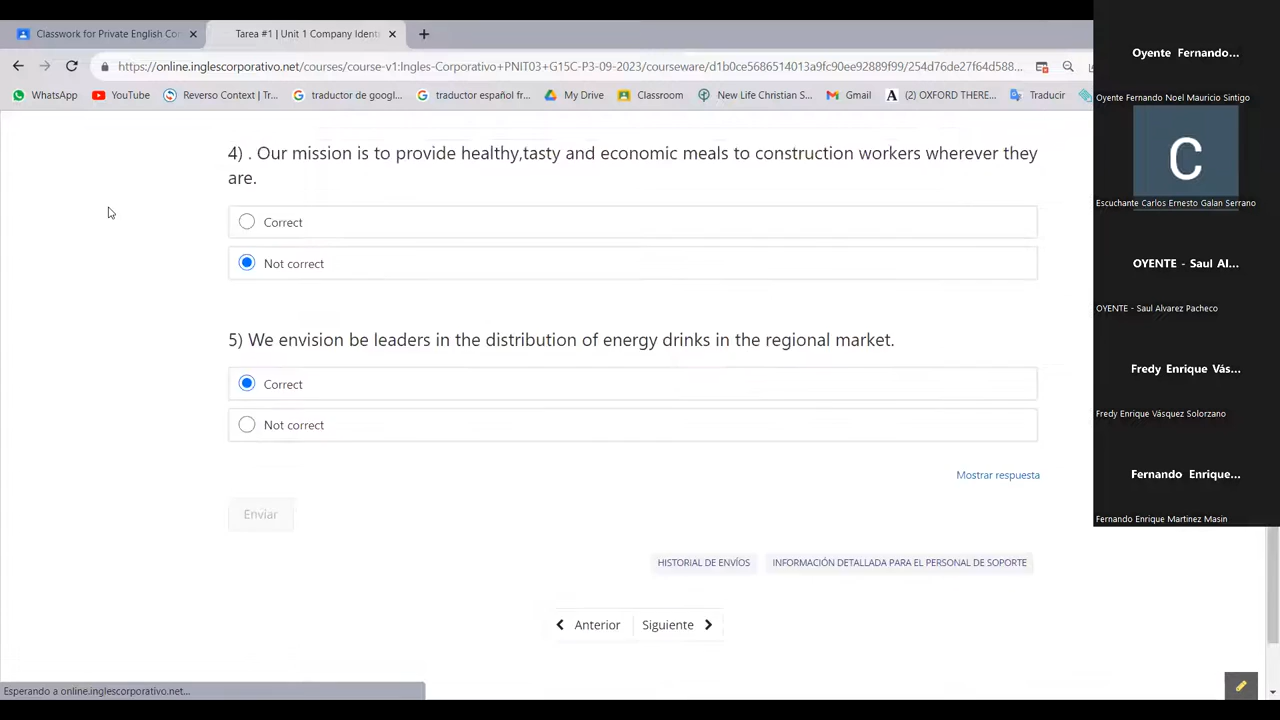 Classwork for Private English Co
Tarea #1 | Unit 1 Company Ident
https://online.inglescorporativo.net/courses/course-v1:Ingles-Corporativo+PNIT03+G15C-P3-09-2023/courseware/d1b0ce5686514013a9fc90ee92889f99/254d76de27f64d588...
WhatsApp
YouTube
Reverso Context | Tr...
traductor de googl...
traductor español fr...
My Drive
Classroom
New Life Christian S...
Gmail
(2) OXFORD THERE...
Traducir
4) . Our mission is to provide healthy,tasty and economic meals to construction workers wherever they
are.
Correct
Not correct
5) We envision be leaders in the distribution of energy drinks in the regional market.
Correct
Not correct
Mostrar respuesta
Enviar
HISTORIAL DE ENVÍOS
INFORMACIÓN DETALLADA PARA EL PERSONAL DE SOPORTE
Anterior
Siguiente
Esperando a online.inglescorporativo.net...
Oyente Fernando...
Oyente Fernando Noel Mauricio Sintigo
C
Escuchante Carlos Ernesto Galan Serrano
OYENTE - Saul Al...
OYENTE - Saul Alvarez Pacheco
Fredy Enrique Vás...
Fredy Enrique Vásquez Solorzano
Fernando Enrique...
Fernando Enrique Martinez Masin